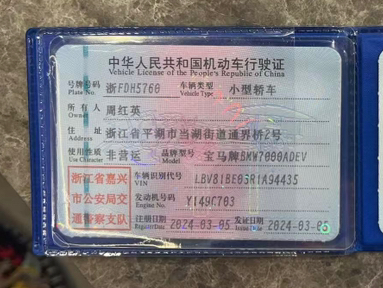 中华人民共和国机动车行驶证
Vehicle License of the People's Republic of China
号牌号码 浙FDH5760 车辆类型 小型轿车
Plate No. Vehicle Type
所有人 周红英
Owner
住址 浙江省平湖市当湖街道通界桥2号
Address
使用性质 非营运 品牌型号 宝马牌BMW7000ADEV
Use Character Model
浙江省嘉兴 车辆识别代号 LBV81BE05R1A94435
VIN
市公安局交 发动机号码 Y149C703
Engine No.
通警察支队 注册日期 2024-03-05 发证日期 2024-03-05
Register Date Issue Date